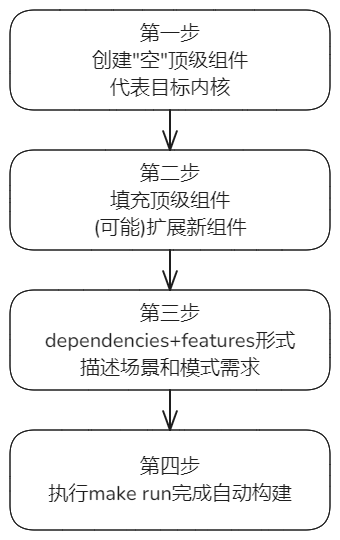 第一步
创建"空"顶级组件
代表目标内核
第二步
填充顶级组件
(可能)扩展新组件
第三步
dependencies+features形式
描述场景和模式需求
第四步
执行make run完成自动构建